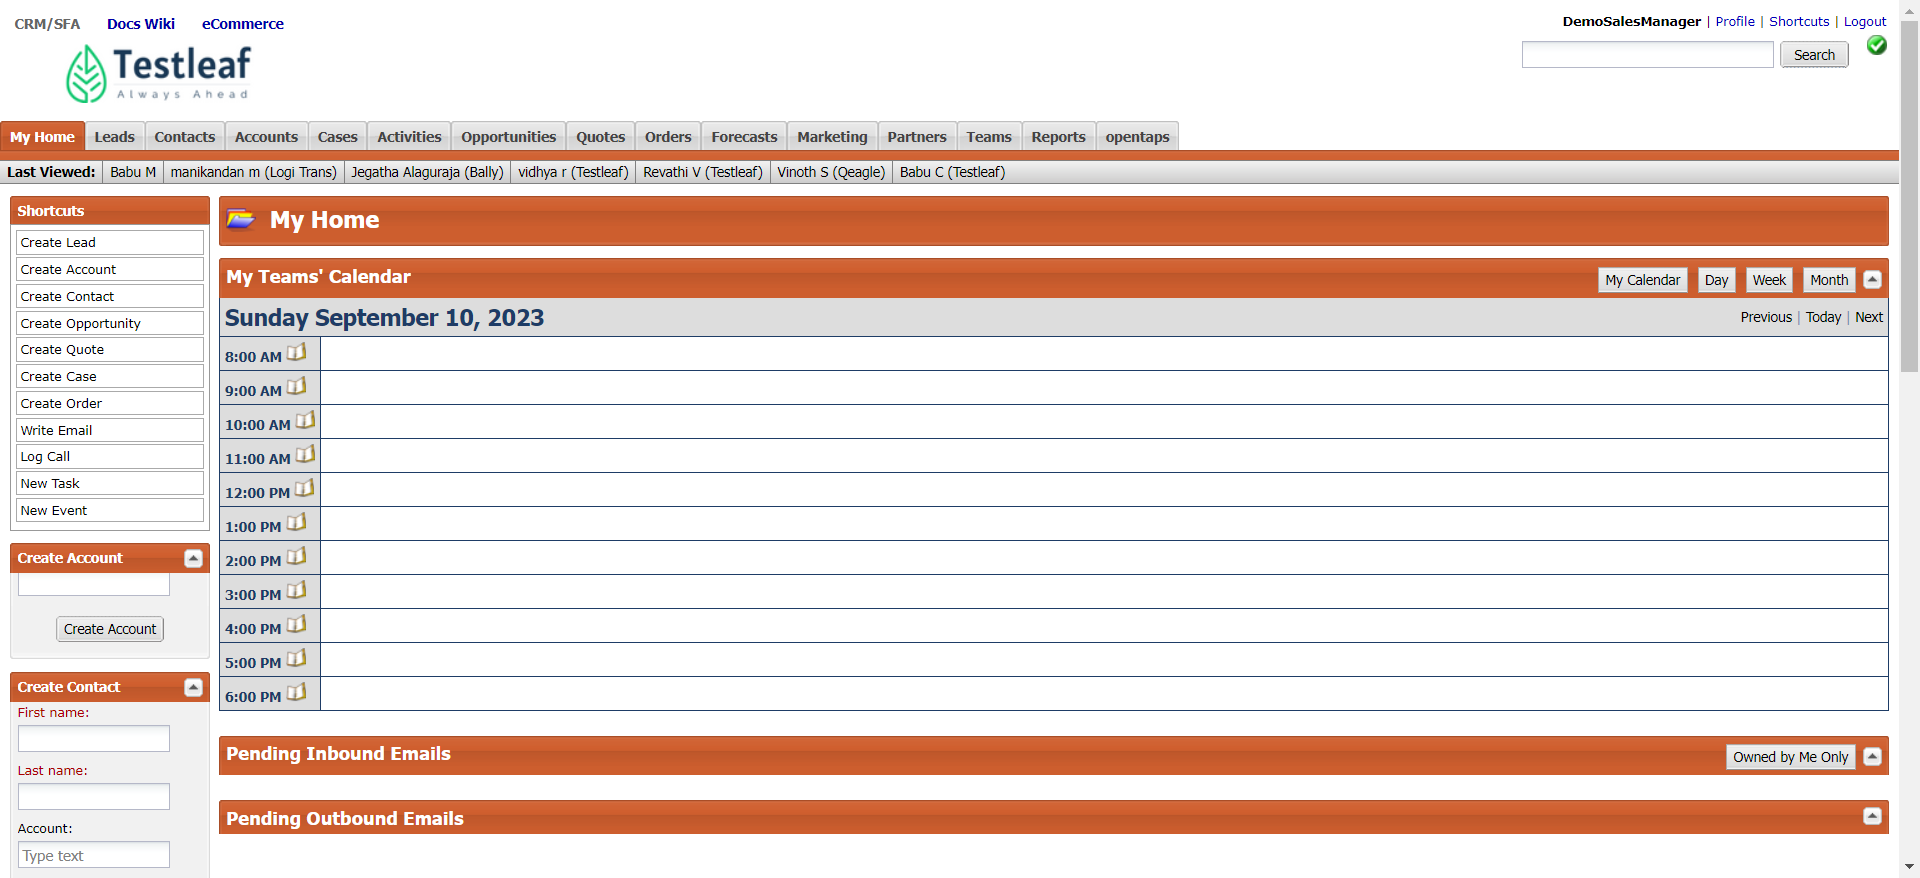 CRM/SFA Docs Wiki eCommerce
DemoSalesManager | Profile | Shortcuts | Logout
Testleaf
Always Ahead
Search
My Home Leads Contacts Accounts Cases Activities Opportunities Quotes Orders Forecasts Marketing Partners Teams Reports opentaps
Last Viewed: Babu M manikandan m (Logi Trans) Jegatha Alaguraja (Bally) vidhya r (Testleaf) Revathi V (Testleaf) Vinoth S (Qeagle) Babu C (Testleaf)
Shortcuts
Create Lead
Create Account
Create Contact
Create Opportunity
Create Quote
Create Case
Create Order
Write Email
Log Call
New Task
New Event
Create Account
Create Account
Create Contact
First name:
Last name:
Account:
Type text
My Home
My Teams' Calendar My Calendar Day Week Month
Sunday September 10, 2023 Previous | Today | Next
8:00 AM
9:00 AM
10:00 AM
11:00 AM
12:00 PM
1:00 PM
2:00 PM
3:00 PM
4:00 PM
5:00 PM
6:00 PM
Pending Inbound Emails Owned by Me Only
Pending Outbound Emails